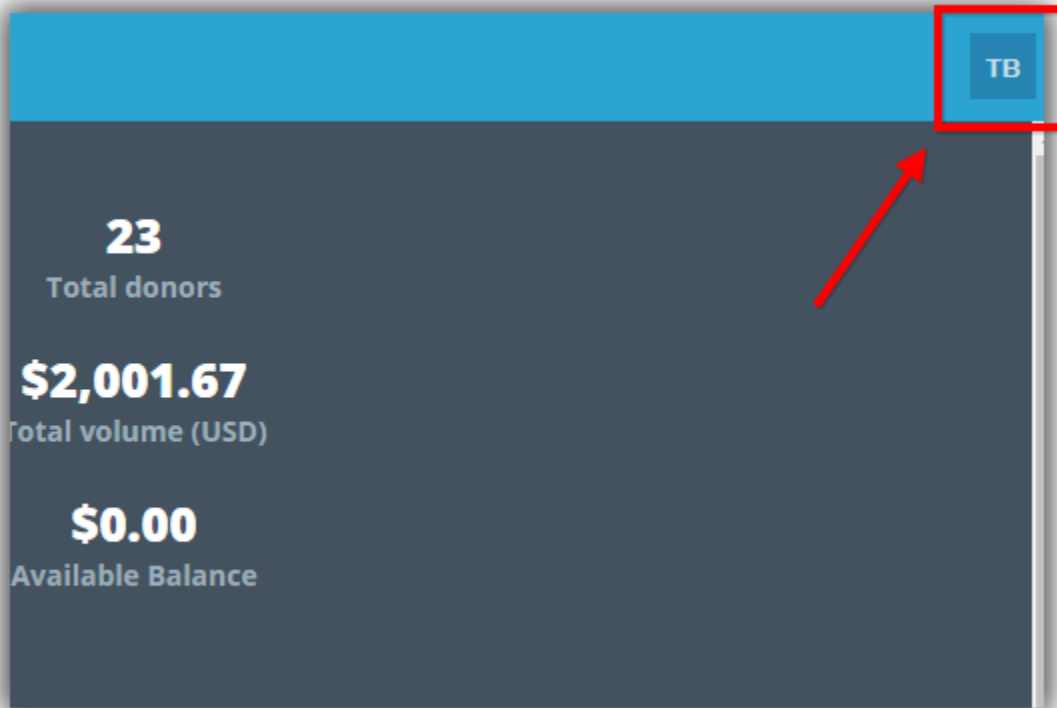 TB
23
Total donors
$2,001.67
Total volume (USD)
$0.00
Available Balance